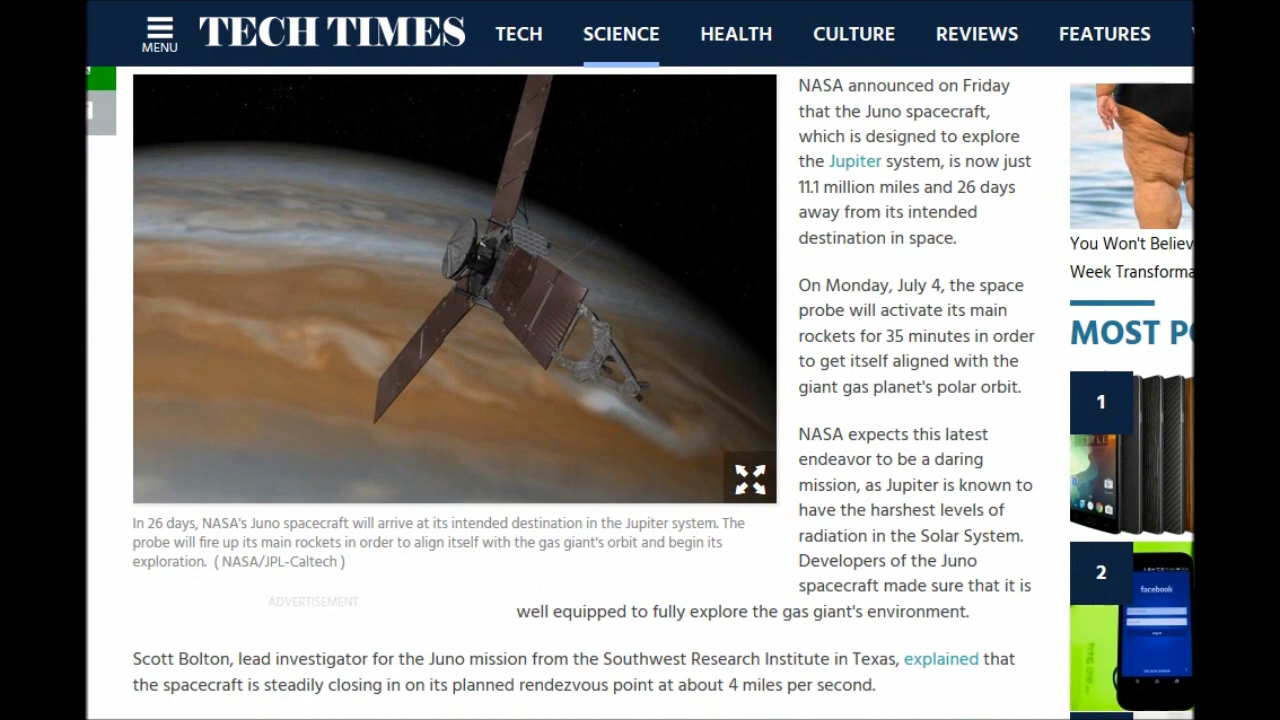 MENU
TECH TIMES
TECH
SCIENCE
HEALTH
CULTURE
REVIEWS
FEATURES
NASA announced on Friday
that the Juno spacecraft,
which is designed to explore
the Jupiter system, is now just
11.1 million miles and 26 days
away from its intended
destination in space.
On Monday, July 4, the space
probe will activate its main
rockets for 35 minutes in order
to get itself aligned with the
giant gas planet's polar orbit.
NASA expects this latest
endeavor to be a daring
mission, as Jupiter is known to
have the harshest levels of
radiation in the Solar System.
Developers of the Juno
spacecraft made sure that it is
well equipped to fully explore the gas giant's environment.
In 26 days, NASA's Juno spacecraft will arrive at its intended destination in the Jupiter system. The
probe will fire up its main rockets in order to align itself with the gas giant's orbit and begin its
exploration. ( NASA/JPL-Caltech )
ADVERTISEMENT
Scott Bolton, lead investigator for the Juno mission from the Southwest Research Institute in Texas, explained that
the spacecraft is steadily closing in on its planned rendezvous point at about 4 miles per second.
You Won't Believ
Week Transforma
MOST PO
1
2
facebook